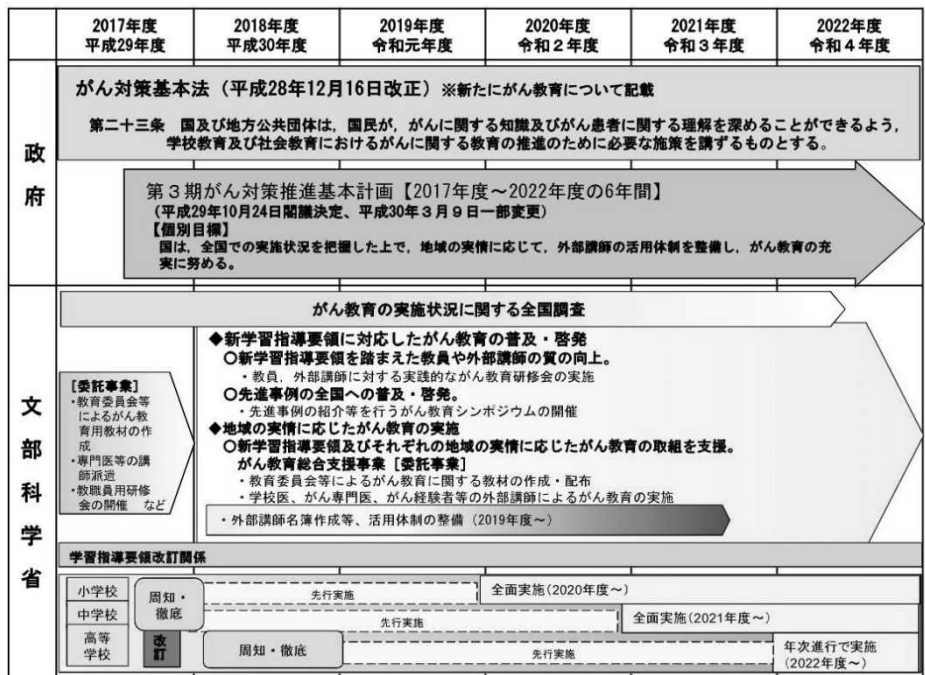 2017年度
平成29年度
2018年度
平成30年度
2019年度
令和元年度
2020年度
令和２年度
2021年度
令和３年度
2022年度
令和４年度
政府
がん対策基本法（平成28年12月16日改正）※新たにがん教育について記載
第二十三条　国及び地方公共団体は，国民が，がんに関する知識及びがん患者に関する理解を深めることができるよう，
学校教育及び社会教育におけるがんに関する教育の推進のために必要な施策を講ずるものとする。
第３期がん対策推進基本計画【2017年度～2022年度の6年間】
（平成29年10月24日閣議決定、平成30年３月９日一部変更）
【個別目標】
国は，全国での実施状況を把握した上で，地域の実情に応じて，外部講師の活用体制を整備し，がん教育の充
実に努める。
文部科学省
がん教育の実施状況に関する全国調査
[委託事業]
・教育委員会等
によるがん教
育用教材の作
成
・専門医等の講
師派遣
・教職員用研修
会の開催　など
◆新学習指導要領に対応したがん教育の普及・啓発
○新学習指導要領を踏まえた教員や外部講師の質の向上。
・教員，外部講師に対する実践的ながん教育研修会の実施
○先進事例の全国への普及・啓発。
・先進事例の紹介等を行うがん教育シンポジウムの開催
◆地域の実情に応じたがん教育の実施
○新学習指導要領及びそれぞれの地域の実情に応じたがん教育の取組を支援。
がん教育総合支援事業［委託事業］
・教育委員会等によるがん教育に関する教材の作成・配布
・学校医、がん専門医、がん経験者等の外部講師によるがん教育の実施
・外部講師名簿作成等、活用体制の整備（2019年度～）
学習指導要領改訂関係
小学校
中学校
高等
学校
周知・
徹底
改訂
先行実施
全面実施(2020年度～)
先行実施
全面実施(2021年度～)
周知・徹底
先行実施
年次進行で実施
(2022年度～)